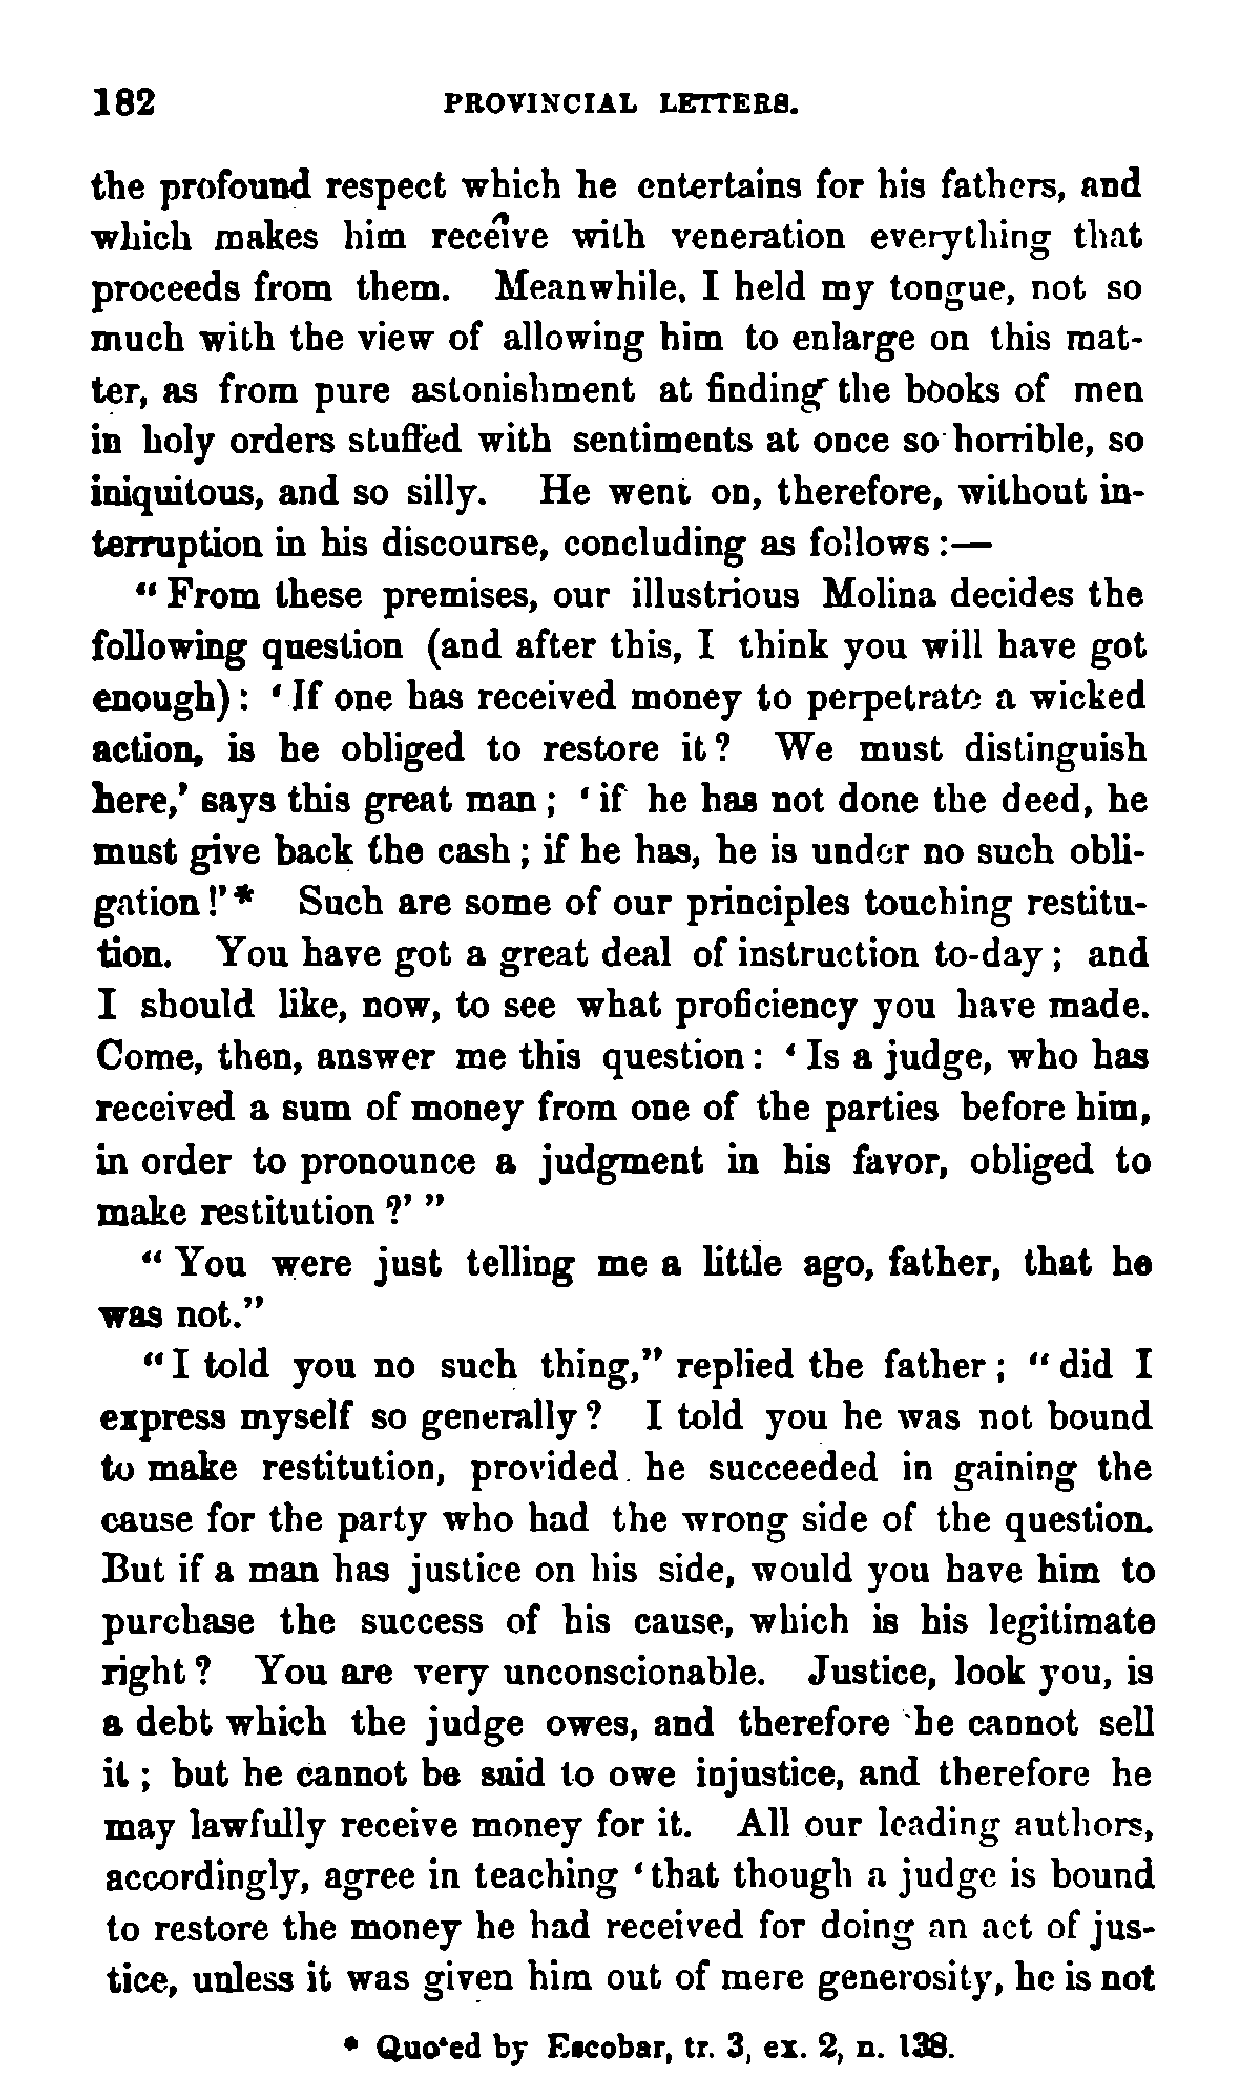 182 PROVINCIAL LETTERS.
the profound respect which he entertains for his fathers, and
which makes him receive with veneration everything that
proceeds from them. Meanwhile, I held my tongue, not so
much with the view of allowing him to enlarge on this mat-
ter, as from pure astonishment at finding the books of men
in holy orders stuffed with sentiments at once so horrible, so
iniquitous, and so silly. He went on, therefore, without in-
terruption in his discourse, concluding as follows :—
“ From these premises, our illustrious Molina decides the
following question (and after this, I think you will have got
enough) : ‘ If one has received money to perpetrate a wicked
action, is he obliged to restore it ? We must distinguish
here,’ says this great man ; ‘ if he has not done the deed, he
must give back the cash ; if he has, he is under no such obli-
gation !’ * Such are some of our principles touching restitu-
tion. You have got a great deal of instruction to-day ; and
I should like, now, to see what proficiency you have made.
Come, then, answer me this question : ‘ Is a judge, who has
received a sum of money from one of the parties before him,
in order to pronounce a judgment in his favor, obliged to
make restitution ?’ ”
“ You were just telling me a little ago, father, that he
was not.”
“ I told you no such thing,” replied the father ; “ did I
express myself so generally ? I told you he was not bound
to make restitution, provided he succeeded in gaining the
cause for the party who had the wrong side of the question.
But if a man has justice on his side, would you have him to
purchase the success of his cause, which is his legitimate
right ? You are very unconscionable. Justice, look you, is
a debt which the judge owes, and therefore he cannot sell
it ; but he cannot be said to owe injustice, and therefore he
may lawfully receive money for it. All our leading authors,
accordingly, agree in teaching ‘ that though a judge is bound
to restore the money he had received for doing an act of jus-
tice, unless it was given him out of mere generosity, he is not
* Quoted by Escobar, tr. 3, ex. 2, n. 138.